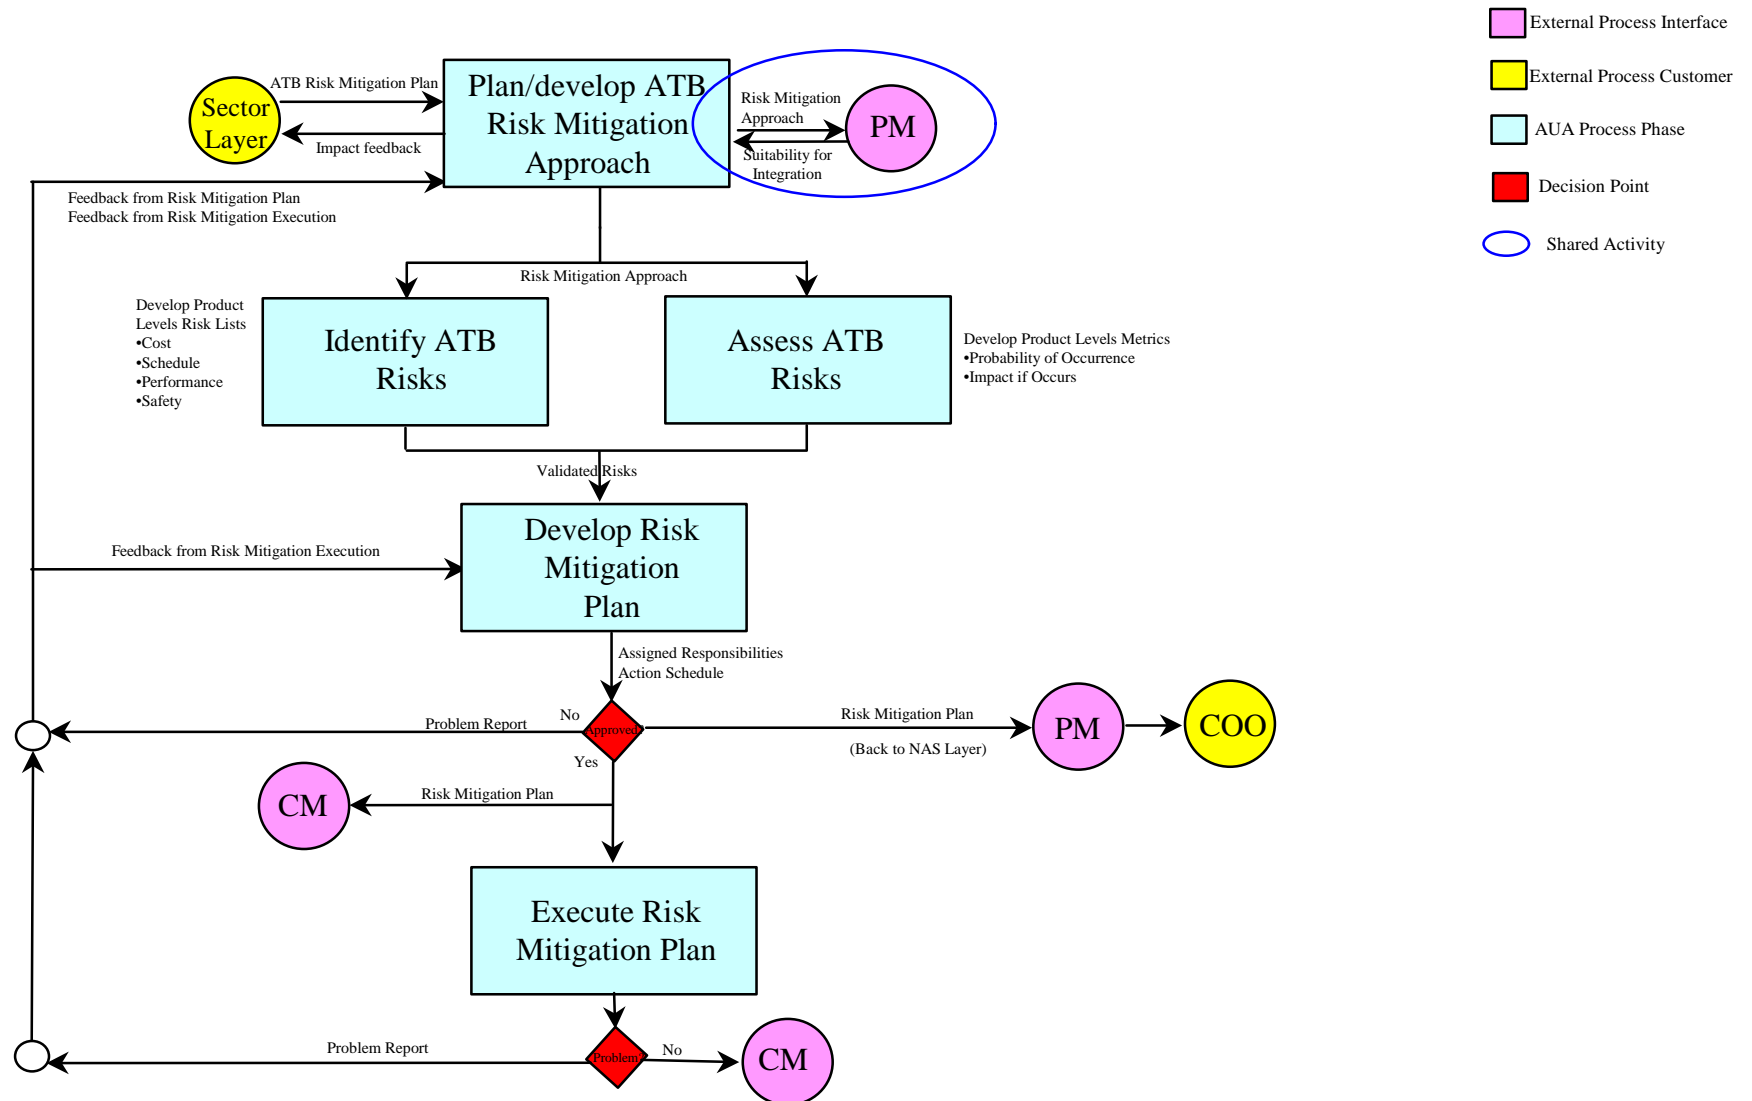 External Process Interface
External Process Customer
AUA Process Phase
Decision Point
Shared Activity
ATB Risk Mitigation Plan
Sector
Layer
Impact feedback
Plan/develop ATB
Risk Mitigation
Approach
Risk Mitigation
Approach
PM
Suitability for
Integration
Feedback from Risk Mitigation Plan
Feedback from Risk Mitigation Execution
Risk Mitigation Approach
Develop Product
Levels Risk Lists
•Cost
•Schedule
•Performance
•Safety
Identify ATB
Risks
Assess ATB
Risks
Develop Product Levels Metrics
•Probability of Occurrence
•Impact if Occurs
Validated Risks
Feedback from Risk Mitigation Execution
Develop Risk
Mitigation
Plan
Assigned Responsibilities
Action Schedule
Problem Report
No
Approved?
Yes
Risk Mitigation Plan
(Back to NAS Layer)
PM
COO
CM
Risk Mitigation Plan
Execute Risk
Mitigation Plan
Problem Report
Problem?
No
CM